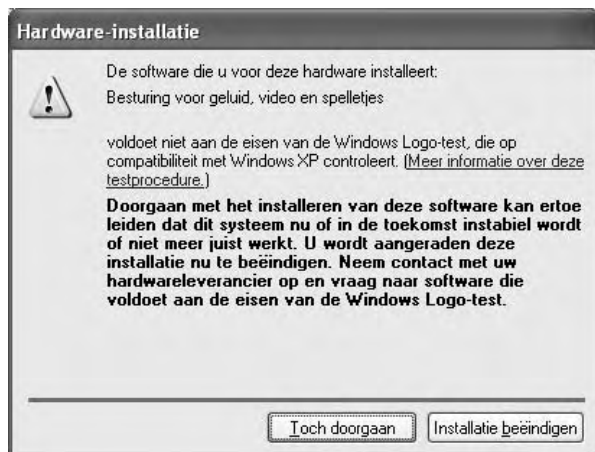 Hardware-installatie
De software die u voor deze hardware installeert:
Besturing voor geluid, video en spelletjes
voldoet niet aan de eisen van de Windows Logo-test, die op
compatibiliteit met Windows XP controleert. (Meer informatie over deze
testprocedure.)
Doorgaan met het installeren van deze software kan ertoe
leiden dat dit systeem nu of in de toekomst instabiel wordt
of niet meer juist werkt. U wordt aangeraden deze
installatie nu te beëindigen. Neem contact met uw
hardwareleverancier op en vraag naar software die
voldoet aan de eisen van de Windows Logo-test.
Toch doorgaan
Installatie beëindigen